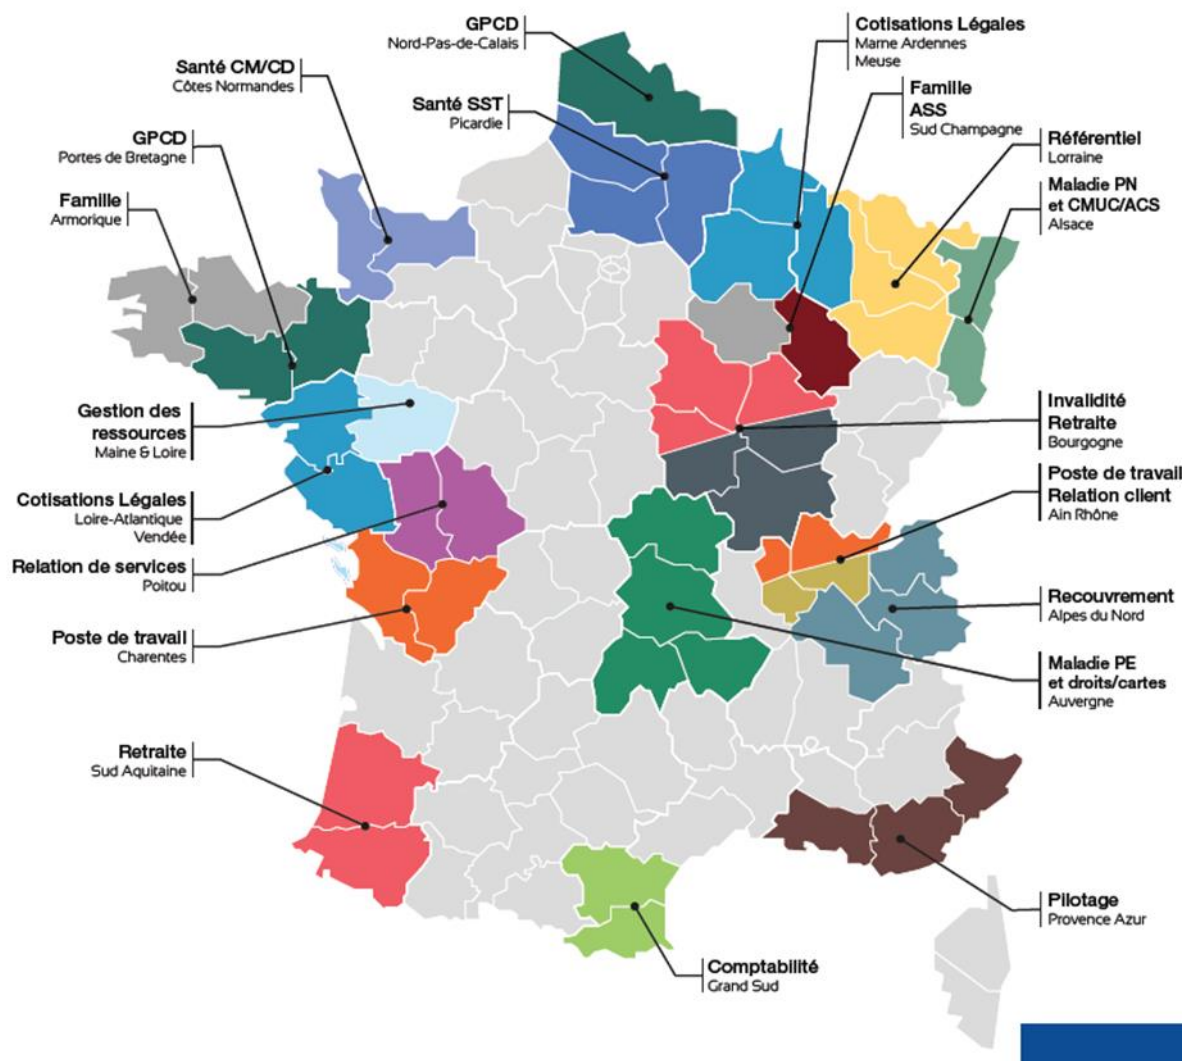 GPCD
Nord-Pas-de-Calais
Cotisations Légales
Marne Ardennes
Meuse
Santé CM/CD
Côtes Normandes
Santé SST
Picardie
Famille
ASS
Sud Champagne
GPCD
Portes de Bretagne
Référentiel
Lorraine
Famille
Armorique
Maladie PN
et CMUC/ACS
Alsace
Gestion des
ressources
Maine & Loire
Invalidité
Retraite
Bourgogne
Cotisations Légales
Loire-Atlantique
Vendée
Poste de travail
Relation client
Ain Rhône
Relation de services
Poitou
Recouvrement
Alpes du Nord
Poste de travail
Charentes
Maladie PE
et droits/cartes
Auvergne
Retraite
Sud Aquitaine
Pilotage
Provence Azur
Comptabilité
Grand Sud